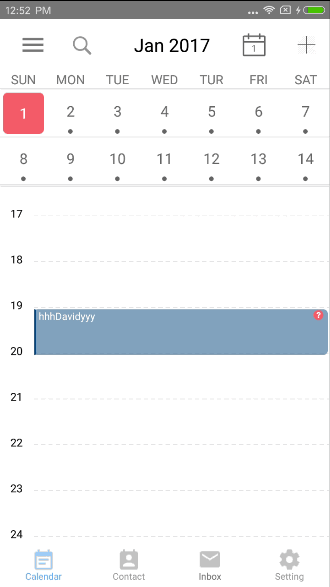 12:52 PM
Jan 2017
1
SUN MON TUE WED TUR FRI SAT
1 2 3 4 5 6 7
8 9 10 11 12 13 14
17
18
19
hhhDavidyyy ?
20
21
22
23
24
Calendar Contact Inbox Setting